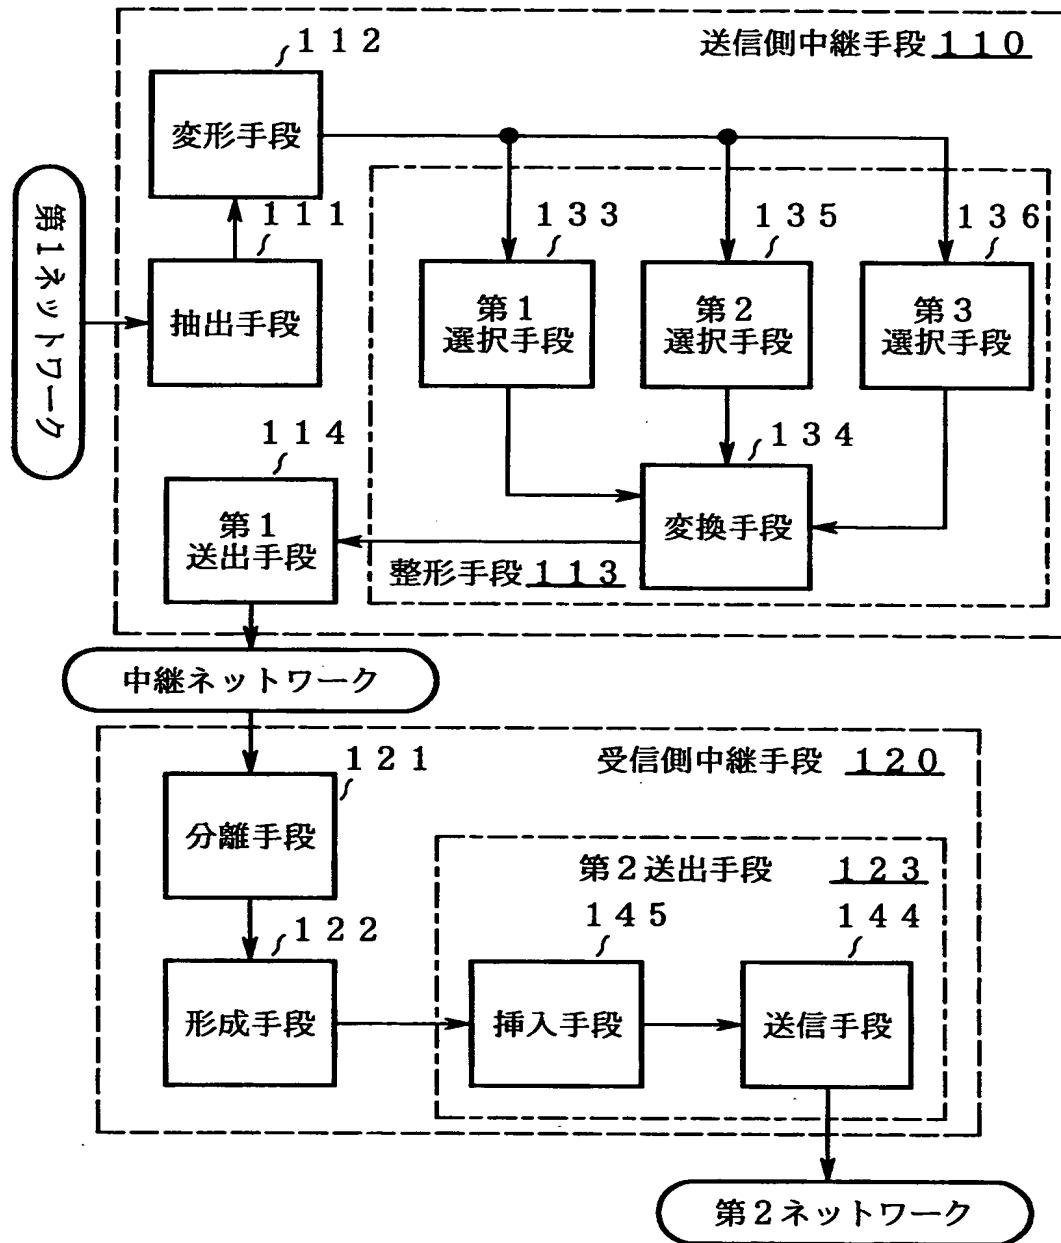 送信側中継手段 １１０
１１２
変形手段
第１ネットワーク
１１１
抽出手段
１３３
第１
選択手段
１３５
第２
選択手段
１３６
第３
選択手段
１３４
変換手段
整形手段 １１３
１１４
第１
送出手段
中継ネットワーク
受信側中継手段 １２０
１２１
分離手段
１２２
形成手段
第２送出手段 １２３
１４５
挿入手段
１４４
送信手段
第２ネットワーク